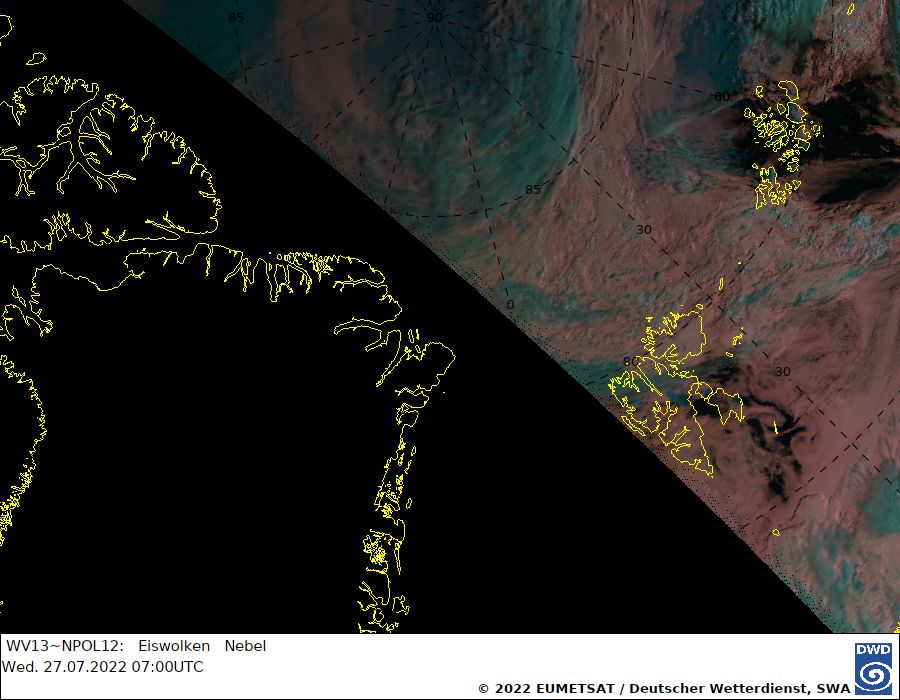 85
90
60
85
30
0
80
30
WV13~NPOL12: Eiswolken Nebel
Wed. 27.07.2022 07:00UTC
© 2022 EUMETSAT / Deutscher Wetterdienst, SWA
DWD